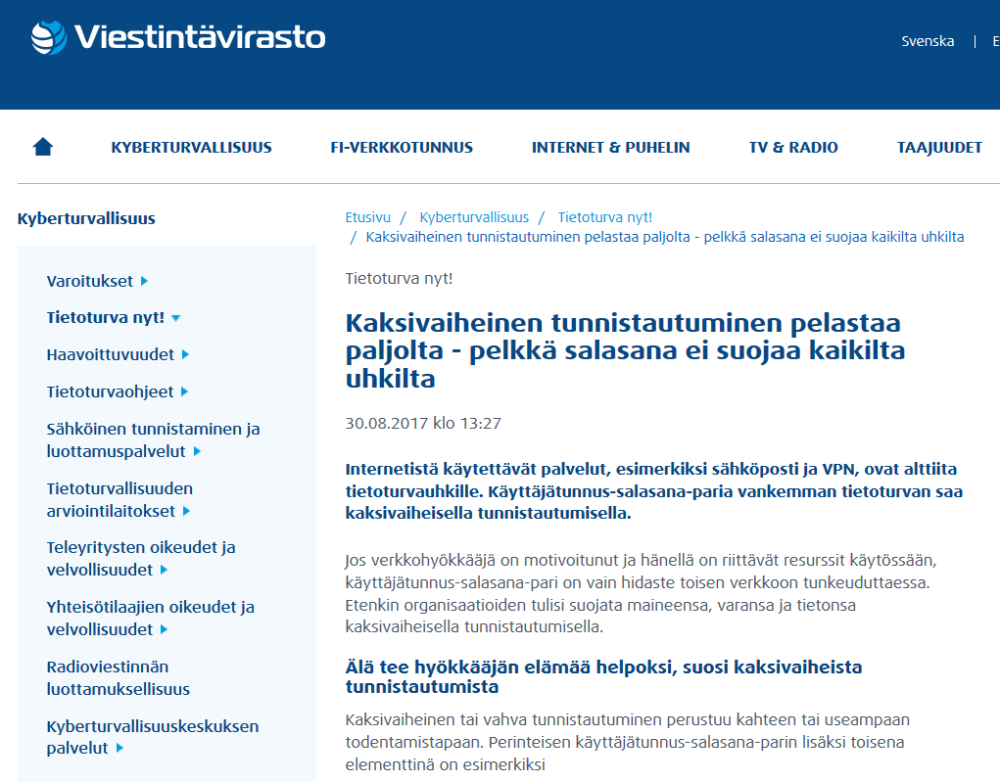 Viestintävirasto
Svenska | E
KYBERTURVALLISUUS FI-VERKKOTUNNUS INTERNET & PUHELIN TV & RADIO TAAJUUDET
Kyberturvallisuus
Varoitukset
Tietoturva nyt!
Haavoittuvuudet
Tietoturvaohjeet
Sähköinen tunnistaminen ja
luottamuspalvelut
Tietoturvallisuuden
arviointilaitokset
Teleyritysten oikeudet ja
velvollisuudet
Yhteisötilaajien oikeudet ja
velvollisuudet
Radioviestinnän
luottamuksellisuus
Kyberturvallisuuskeskuksen
palvelut
Etusivu / Kyberturvallisuus / Tietoturva nyt!
/ Kaksivaiheinen tunnistautuminen pelastaa paljolta - pelkkä salasana ei suojaa kaikilta uhkilta
Tietoturva nyt!
Kaksivaiheinen tunnistautuminen pelastaa
paljolta - pelkkä salasana ei suojaa kaikilta
uhkilta
30.08.2017 klo 13:27
Internetistä käytettävät palvelut, esimerkiksi sähköposti ja VPN, ovat alttiita
tietoturvauhkille. Käyttäjätunnus-salasana-paria vankemman tietoturvan saa
kaksivaiheisella tunnistautumisella.
Jos verkkohyökkääjä on motivoitunut ja hänellä on riittävät resurssit käytössään,
käyttäjätunnus-salasana-pari on vain hidaste toisen verkkoon tunkeuduttaessa.
Etenkin organisaatioiden tulisi suojata maineensa, varansa ja tietonsa
kaksivaiheisella tunnistautumisella.
Älä tee hyökkääjän elämää helpoksi, suosi kaksivaiheista
tunnistautumista
Kaksivaiheinen tai vahva tunnistautuminen perustuu kahteen tai useampaan
todentamistapaan. Perinteisen käyttäjätunnus-salasana-parin lisäksi toisena
elementtinä on esimerkiksi